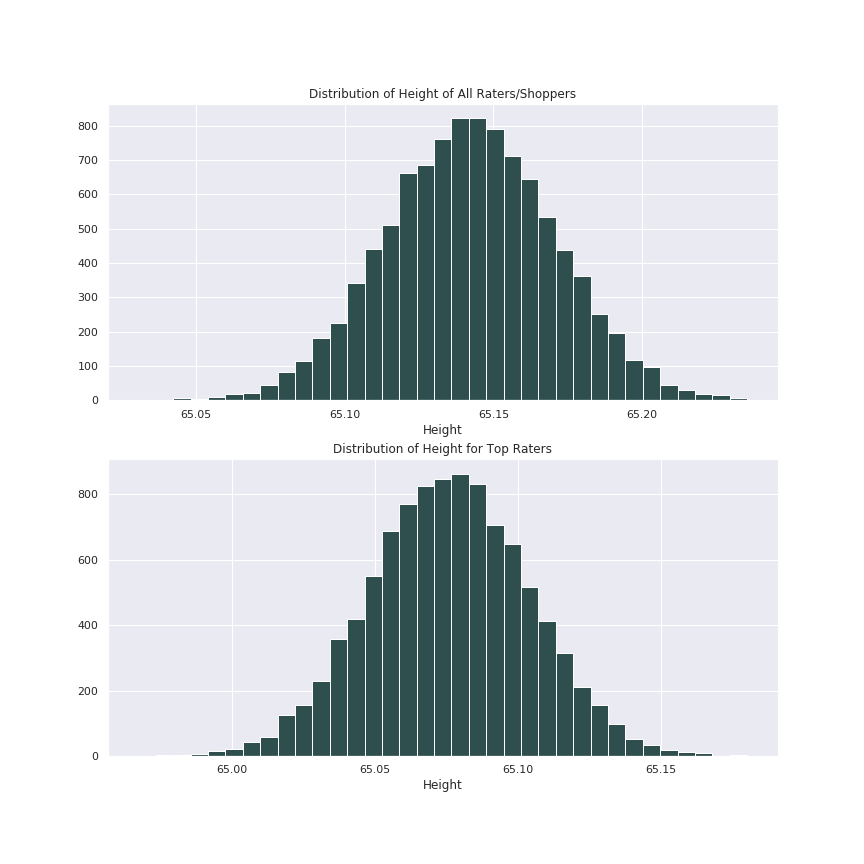 Distribution of Height of All Raters/Shoppers
800
700
600
500
400
300
200
100
0
65.05 65.10 65.15 65.20
Height
Distribution of Height for Top Raters
800
600
400
200
0
65.00 65.05 65.10 65.15
Height